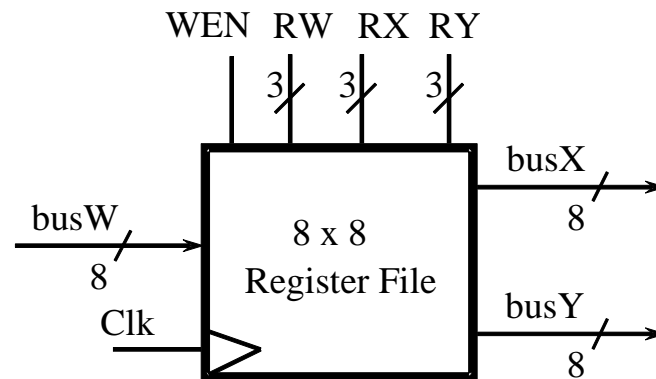 WEN RW RX RY
3 3 3
busX
8
busW
8
8 x 8
Register File
Clk
busY
8